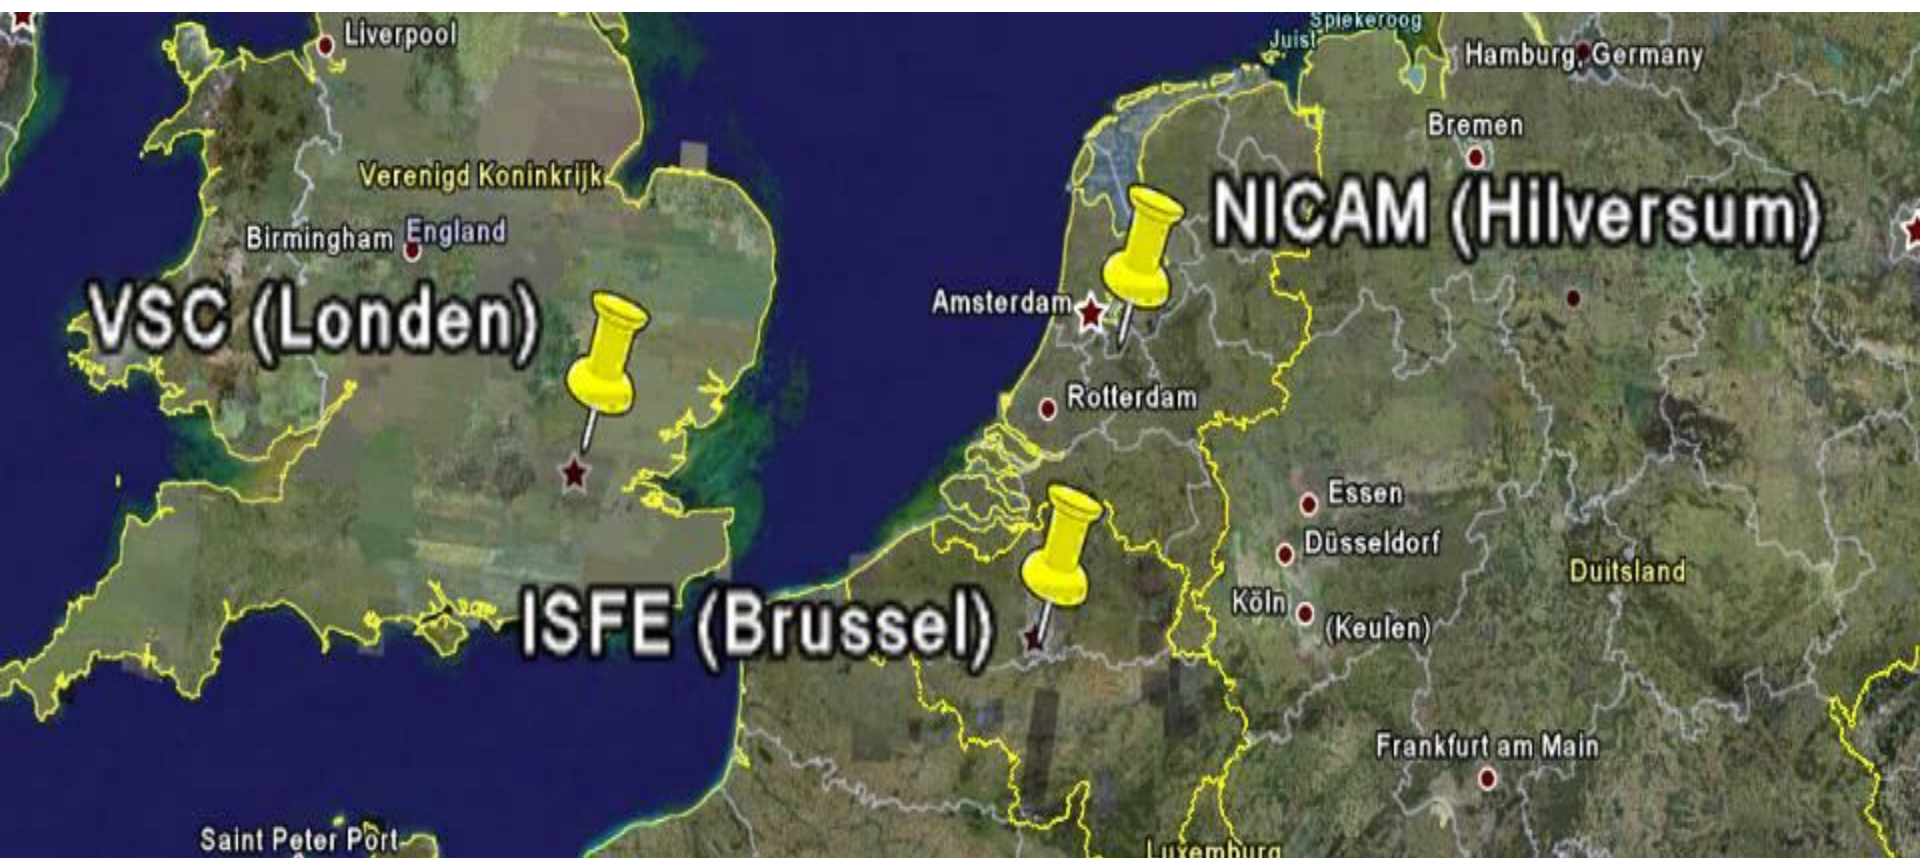 Liverpool
Spiekeroog
Juist
Hamburg, Germany
Bremen
Verenigd Koninkrijk
NICAM (Hilversum)
Birmingham
England
VSC (Londen)
Amsterdam
Rotterdam
Essen
Düsseldorf
Duitsland
ISFE (Brussel)
Köln
(Keulen)
Frankfurt am Main
Saint Peter Port
Luxemburg